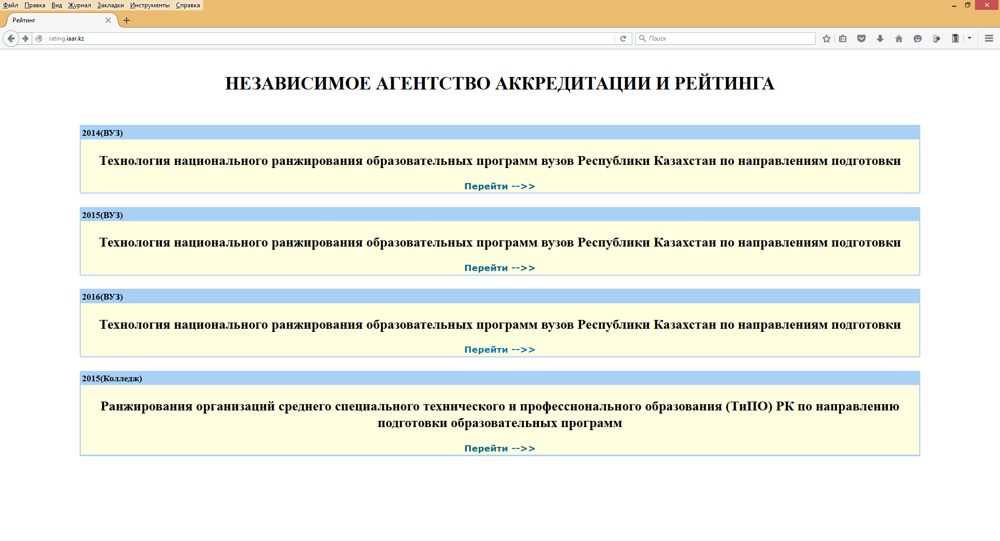 Файл Правка Вид Журнал Закладки Инструменты Справка
Рейтинг
rating.iaar.kz
Поиск
НЕЗАВИСИМОЕ АГЕНТСТВО АККРЕДИТАЦИИ И РЕЙТИНГА
2014(ВУЗ)
Технология национального ранжирования образовательных программ вузов Республики Казахстан по направлениям подготовки
Перейти -->>
2015(ВУЗ)
Технология национального ранжирования образовательных программ вузов Республики Казахстан по направлениям подготовки
Перейти -->>
2016(ВУЗ)
Технология национального ранжирования образовательных программ вузов Республики Казахстан по направлениям подготовки
Перейти -->>
2015(Колледж)
Ранжирования организаций среднего специального технического и профессионального образования (ТиПО) РК по направлению
подготовки образовательных программ
Перейти -->>